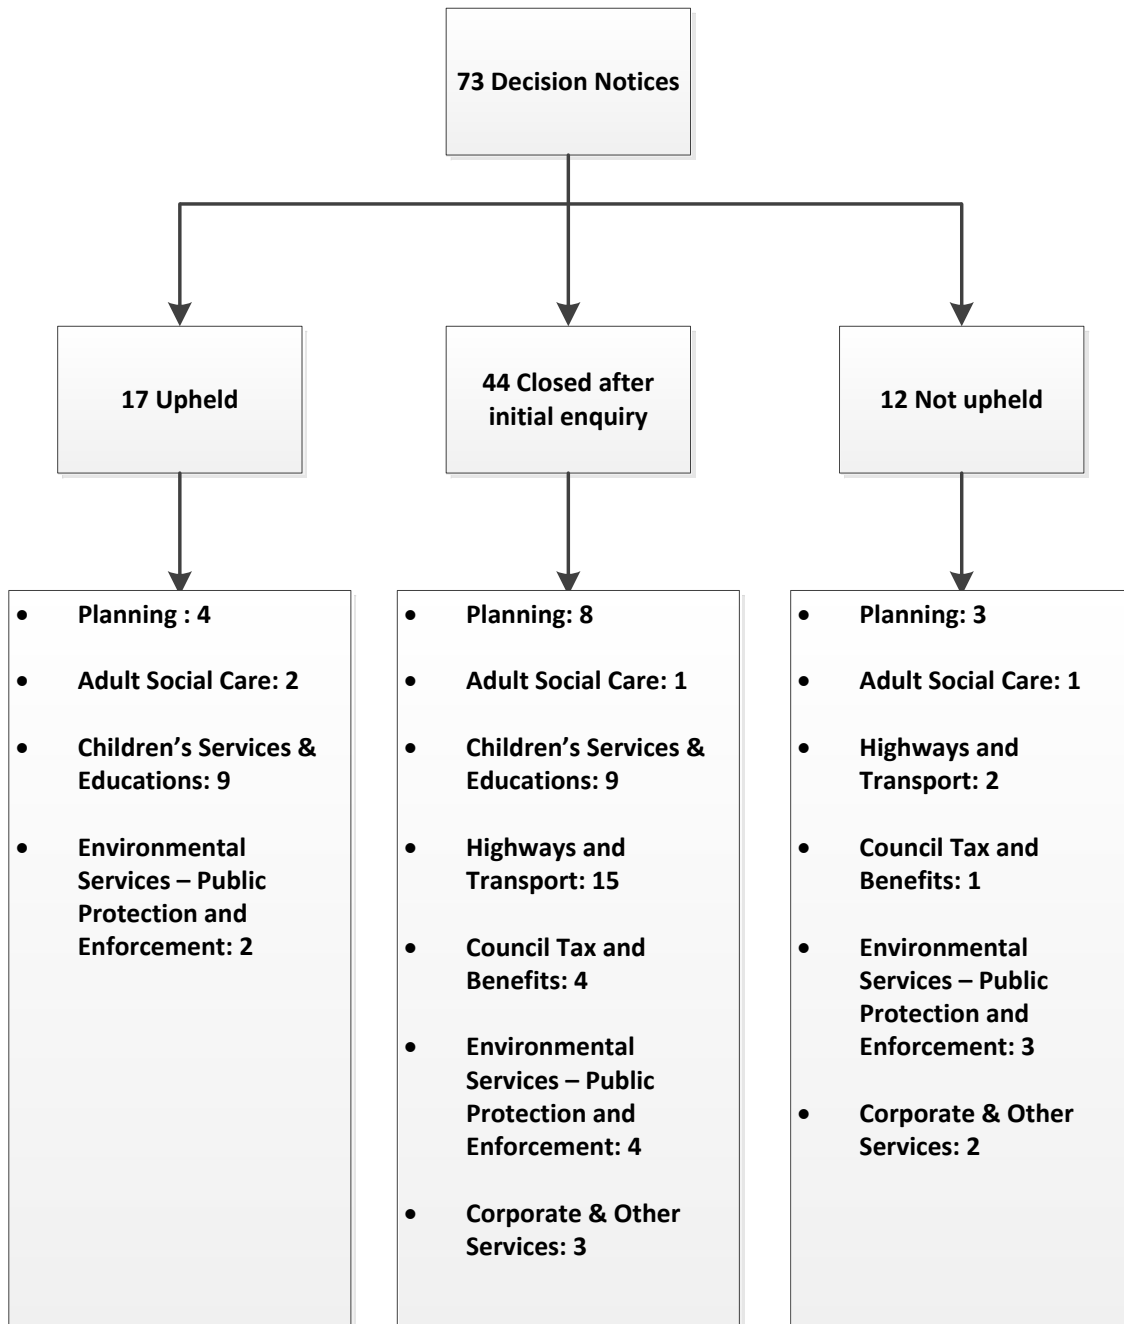 73 Decision Notices
17 Upheld
44 Closed after
initial enquiry
12 Not upheld
• Planning : 4
• Adult Social Care: 2
• Children’s Services &
Educations: 9
• Environmental
Services – Public
Protection and
Enforcement: 2
• Planning: 8
• Adult Social Care: 1
• Children’s Services &
Educations: 9
• Highways and
Transport: 15
• Council Tax and
Benefits: 4
• Environmental
Services – Public
Protection and
Enforcement: 4
• Corporate & Other
Services: 3
• Planning: 3
• Adult Social Care: 1
• Highways and
Transport: 2
• Council Tax and
Benefits: 1
• Environmental
Services – Public
Protection and
Enforcement: 3
• Corporate & Other
Services: 2